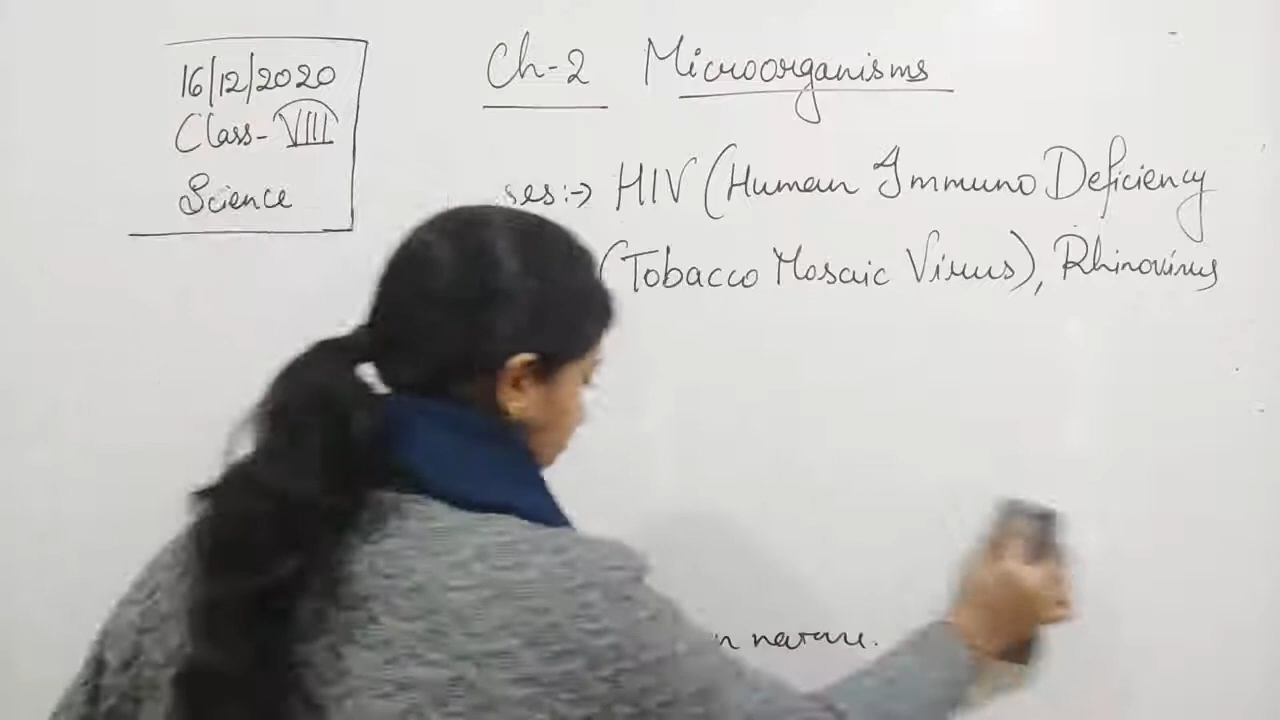 16/12/2020
Class-VIII
Science
Ch-2 Microorganisms
ses:→ HIV (Human Immuno Deficiency
(Tobacco Mosaic Virus), Rhinovirus
n nature.